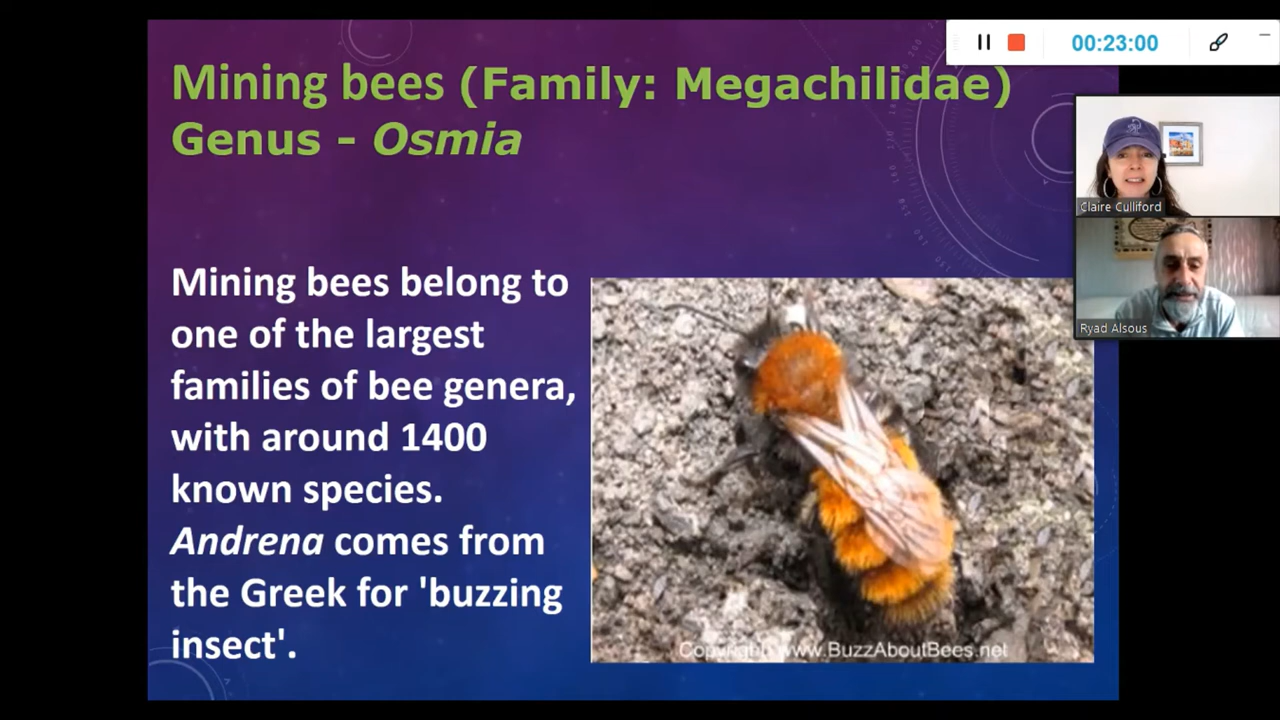 00:23:00
Mining bees (Family: Megachilidae)
Genus - Osmia
Claire Culliford
Ryad Alsous
Mining bees belong to
one of the largest
families of bee genera,
with around 1400
known species.
Andrena comes from
the Greek for 'buzzing
insect'.
Copyright www.BuzzAboutBees.net